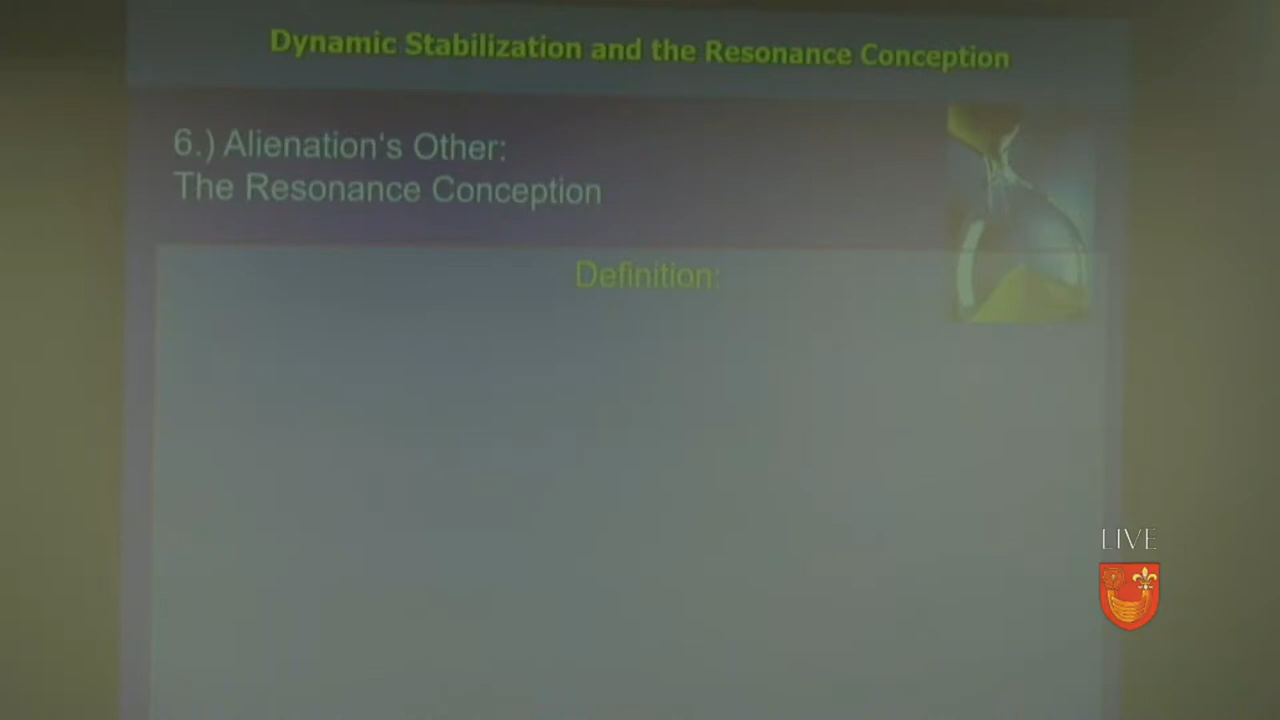 Dynamic Stabilization and the Resonance Conception
6.) Alienation‘s Other:
The Resonance Conception
Definition:
LIVE